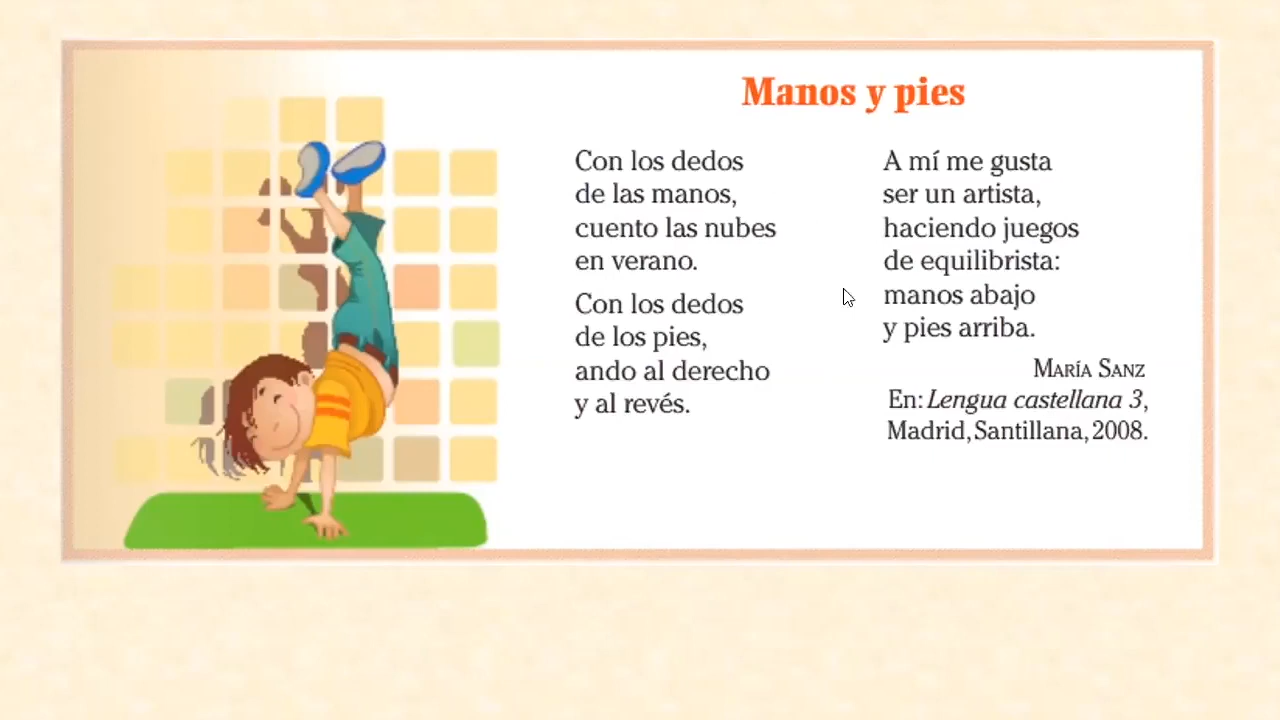 Manos y pies
Con los dedos
de las manos,
cuento las nubes
en verano.
Con los dedos
de los pies,
ando al derecho
y al revés.
A mí me gusta
ser un artista,
haciendo juegos
de equilibrista:
manos abajo
y pies arriba.
MARÍA SANZ
En: Lengua castellana 3,
Madrid, Santillana, 2008.